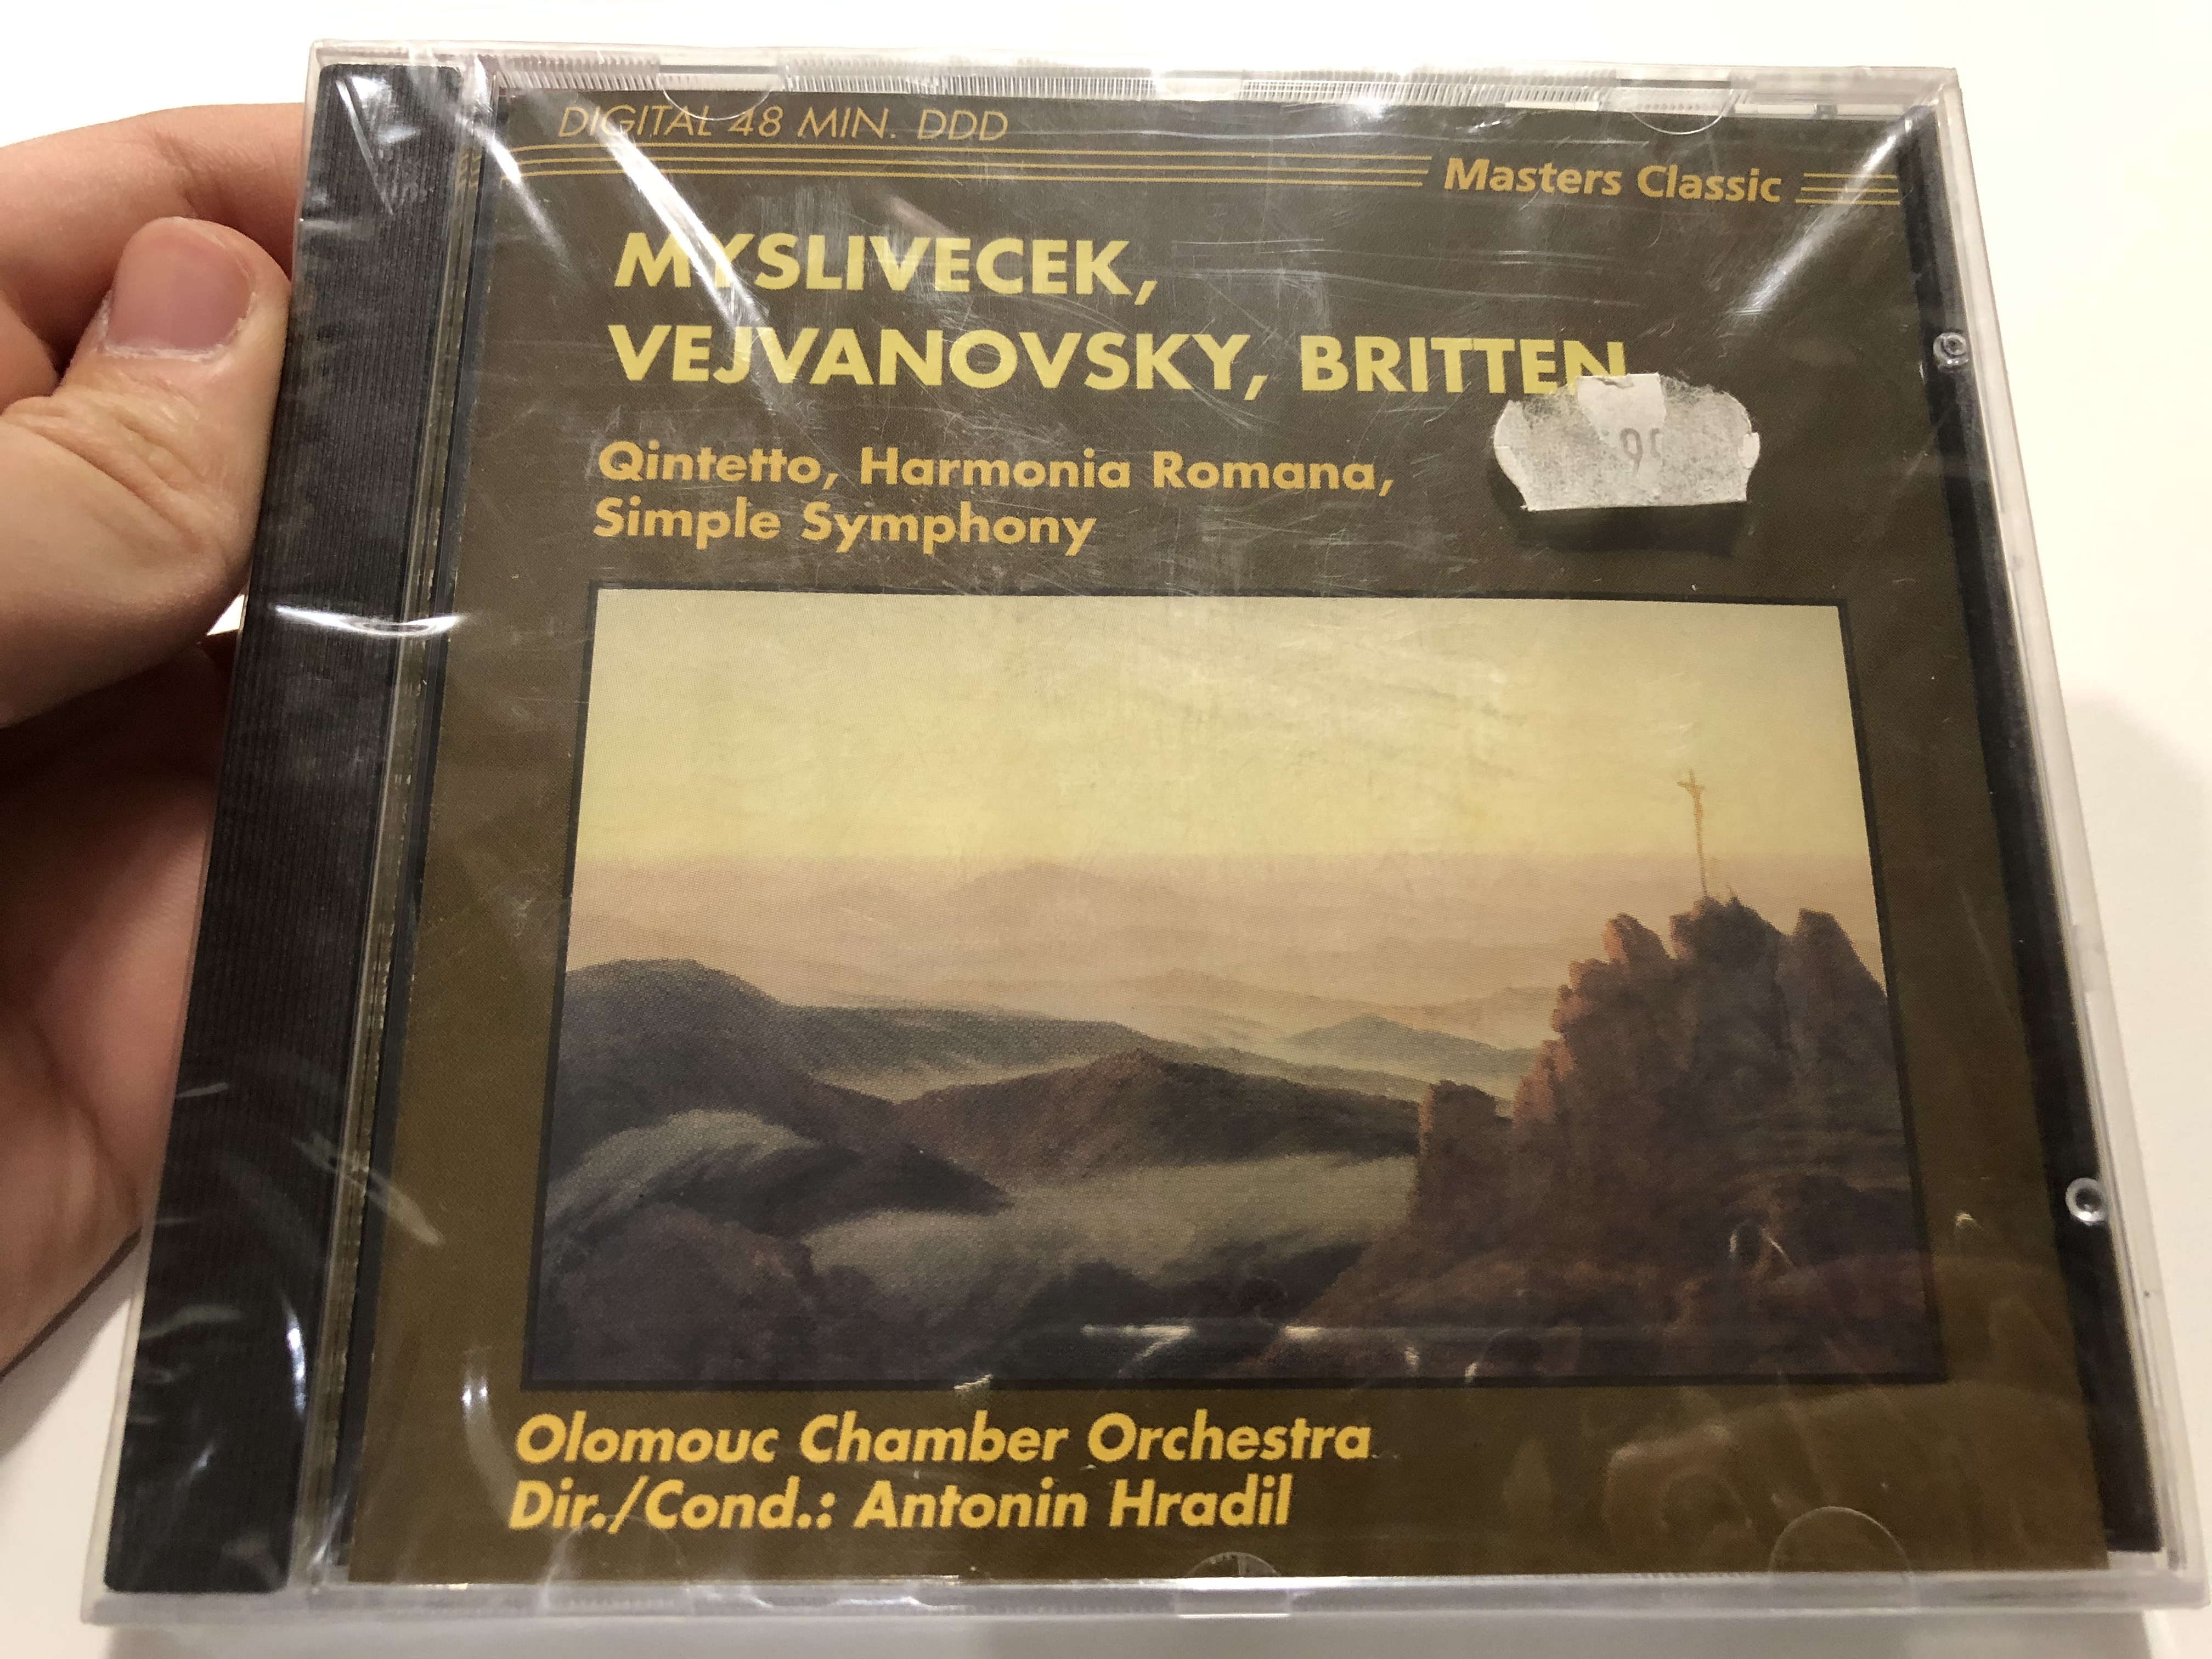 DIGITAL 48 MIN. DDD
Masters Classic
MYSLIVECEK,
VEJVANOVSKY, BRITTEN
Qintetto, Harmonia Romana,
Simple Symphony
Olomouc Chamber Orchestra
Dir./Cond.: Antonin Hradil